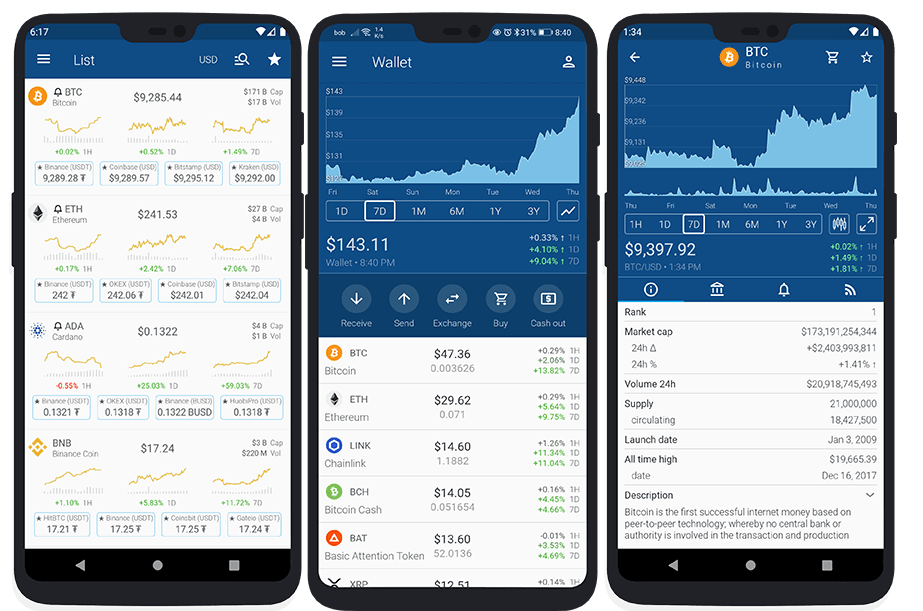 6:17
List USD
BTC $171 B Cap
Bitcoin $9,285.44 $17 B Vol
+0.02% 1H +0.52% 1D +1.49% 7D
★ Binance (USDT) ★ Coinbase (USD) ★ Bitstamp (USD) ★ Kraken (USD)
9,289.28 ₮ $9,289.57 $9,295.12 $9,292.00
ETH $27 B Cap
Ethereum $241.53 $4 B Vol
+0.17% 1H +2.42% 1D +7.06% 7D
★ Binance (USDT) ★ OKEX (USDT) ★ Coinbase (USD) ★ Bitstamp (USD)
242 ₮ 242.06 ₮ $242.01 $242.04
ADA $4 B Cap
Cardano $0.1322 $1 B Vol
-0.55% 1H +25.03% 1D +59.03% 7D
★ Binance (USDT) ★ OKEX (USDT) ★ Binance (BUSD) ★ HuobiPro (USDT)
0.1321 ₮ 0.1318 ₮ 0.1322 BUSD 0.1318 ₮
BNB $3 B Cap
Binance Coin $17.24 $220 M Vol
+1.10% 1H +5.83% 1D +11.72% 7D
★ HitBTC (USDT) ★ Binance (USDT) ★ Coinsbit (USDT) ★ Gateio (USDT)
17.21 ₮ 17.25 ₮ 17.25 ₮ 17.24 ₮
bob 1.4 K/s 31% 8:40
Wallet
$143
$139
$135
$131
Fri Sat Sun Mon Tue Wed Thu
1D 7D 1M 6M 1Y 3Y
$143.11 +0.33% ↑ 1H
+4.10% ↑ 1D
Wallet • 8:40 PM +9.04% ↑ 7D
Receive Send Exchange Buy Cash out
BTC $47.36 +0.29% 1H
+2.06% 1D
Bitcoin 0.003626 +13.82% 7D
ETH $29.62 +0.29% 1H
+5.64% 1D
Ethereum 0.071 +9.75% 7D
LINK $14.60 +1.26% 1H
+11.34% 1D
Chainlink 1.1882 +11.04% 7D
BCH $14.05 +0.16% 1H
+4.45% 1D
Bitcoin Cash 0.051654 +4.66% 7D
BAT $13.60 -0.01% 1H
+3.53% 1D
Basic Attention Token 52.0136 +4.69% 7D
XRP $12.51 +0.14% 1H
1:34
BTC
Bitcoin
$9,448
$9,342
$9,236
$9,131
$9,025
Thu Fri Sat Sun Mon Tue Wed Thu
1H 1D 7D 1M 6M 1Y 3Y
$9,397.92 +0.02% ↑ 1H
+1.49% ↑ 1D
BTC/USD • 1:34 PM +1.81% ↑ 7D
Rank 1
Market cap $173,191,254,344
24h Δ +$2,403,993,811
24h % +1.41% ↑
Volume 24h $20,918,745,493
Supply 21,000,000
circulating 18,427,500
Launch date Jan 3, 2009
All time high $19,665.39
date Dec 16, 2017
Description
Bitcoin is the first successful internet money based on
peer-to-peer technology; whereby no central bank or
authority is involved in the transaction and production